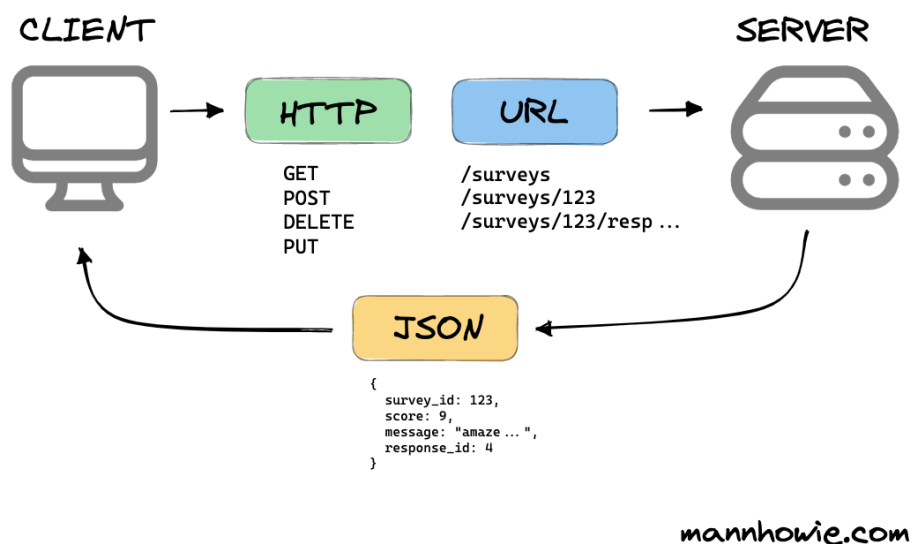 CLIENT
SERVER
HTTP
URL
GET
POST
DELETE
PUT
/surveys
/surveys/123
/surveys/123/resp...
JSON
{
survey_id: 123,
score: 9,
message: "amaze...",
response_id: 4
}
mannhowie.com